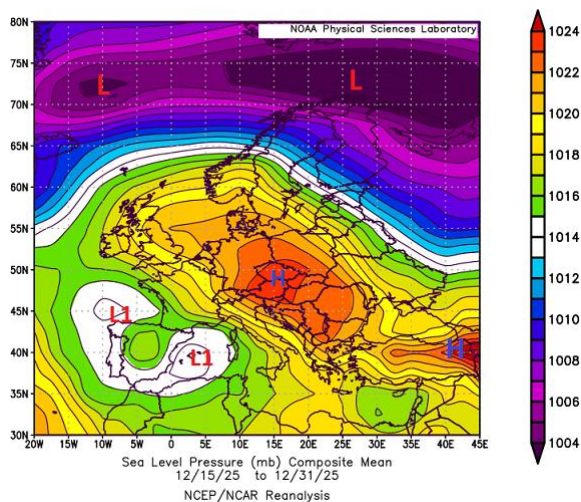 NOAA Physical Sciences Laboratory
80N
75N
70N
65N
60N
55N
50N
45N
40N
35N
30N
L
L
H
L1
L1
H
20W 15W 10W 5W 0 5E 10E 15E 20E 25E 30E 35E 40E 45E
1024
1022
1020
1018
1016
1014
1012
1010
1008
1006
1004
Sea Level Pressure (mb) Composite Mean
12/15/25 to 12/31/25
NCEP/NCAR Reanalysis